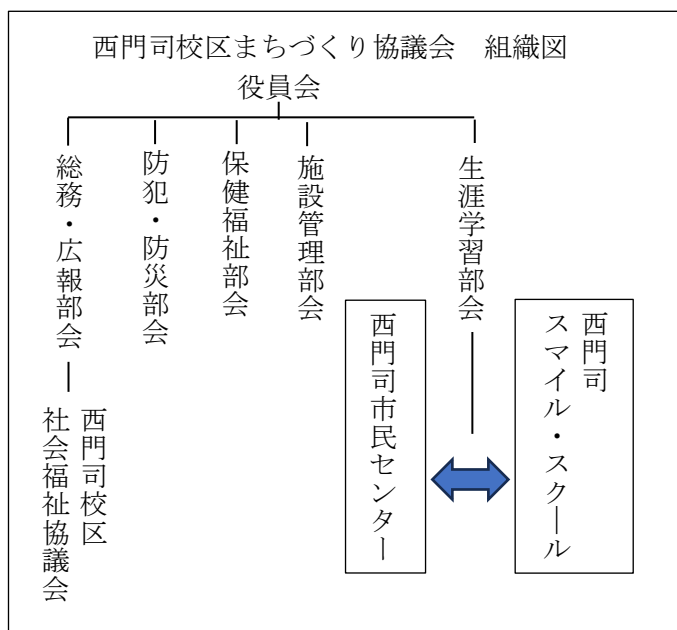 西門司校区まちづくり協議会　組織図
役員会
総務・広報部会
防犯・防災部会
保健福祉部会
施設管理部会
生涯学習部会
西門司校区
社会福祉協議会
西門司市民センター
西門司
スマイル・スクール